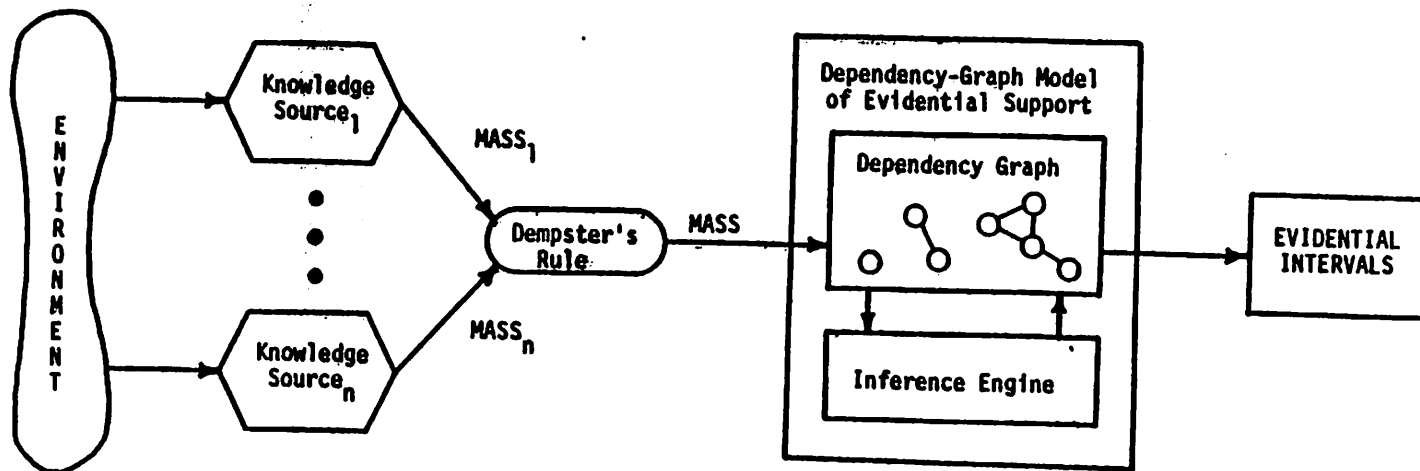 ENVIRONMENT
Knowledge
Source₁
MASS₁
Knowledge
Sourceₙ
MASSₙ
Dempster's
Rule
MASS
Dependency-Graph Model
of Evidential Support
Dependency Graph
Inference Engine
EVIDENTIAL
INTERVALS